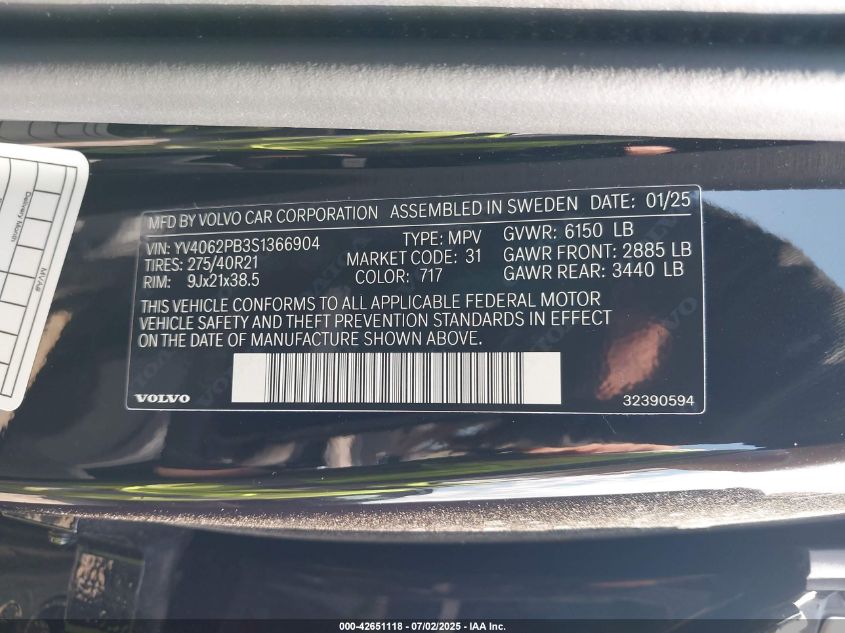 MFD BY VOLVO CAR CORPORATION ASSEMBLED IN SWEDEN DATE: 01/25
VIN: YV4062PB3S1366904 TYPE: MPV GVWR: 6150 LB
TIRES: 275/40R21 MARKET CODE: 31 GAWR FRONT: 2885 LB
RIM: 9Jx21x38.5 COLOR: 717 GAWR REAR: 3440 LB
THIS VEHICLE CONFORMS TO ALL APPLICABLE FEDERAL MOTOR
VEHICLE SAFETY AND THEFT PREVENTION STANDARDS IN EFFECT
ON THE DATE OF MANUFACTURE SHOWN ABOVE.
VOLVO 32390594
Delivery Month
MVA#
000-42651118 - 07/02/2025 - IAA Inc.